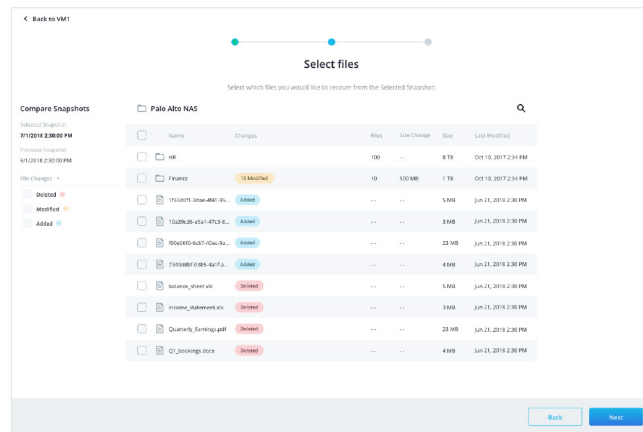 Back to VM1
Select files
Select which files you would like to recover from the Selected Snapshot:
Compare Snapshots
Selected Snapshot
7/1/2018 2:30:00 PM
Previous Snapshot
6/1/2018 2:30:00 PM
File Changes
Deleted
Modified
Added
Palo Alto NAS
Name Changes Files Size Change Size Last Modified
HR 100 -- 8 TB Oct 10, 2017 2:34 PM
Finance 10 Modified 10 500 MB 1 TB Oct 10, 2017 2:34 PM
Added -- -- 5 MB Jun 21, 2018 2:30 PM
Added -- -- 3 MB Jun 21, 2018 2:30 PM
Added -- -- 23 MB Jun 21, 2018 2:30 PM
Added -- -- 4 MB Jun 21, 2018 2:30 PM
balance_sheet.xls Deleted -- -- 5 MB Jun 21, 2018 2:30 PM
income_statement.xls Deleted -- -- 3 MB Jun 21, 2018 2:30 PM
Quarterly_Earnings.pdf Deleted -- -- 23 MB Jun 21, 2018 2:30 PM
Q1_bookings.docx Deleted -- -- 4 MB Jun 21, 2018 2:30 PM
Back Next